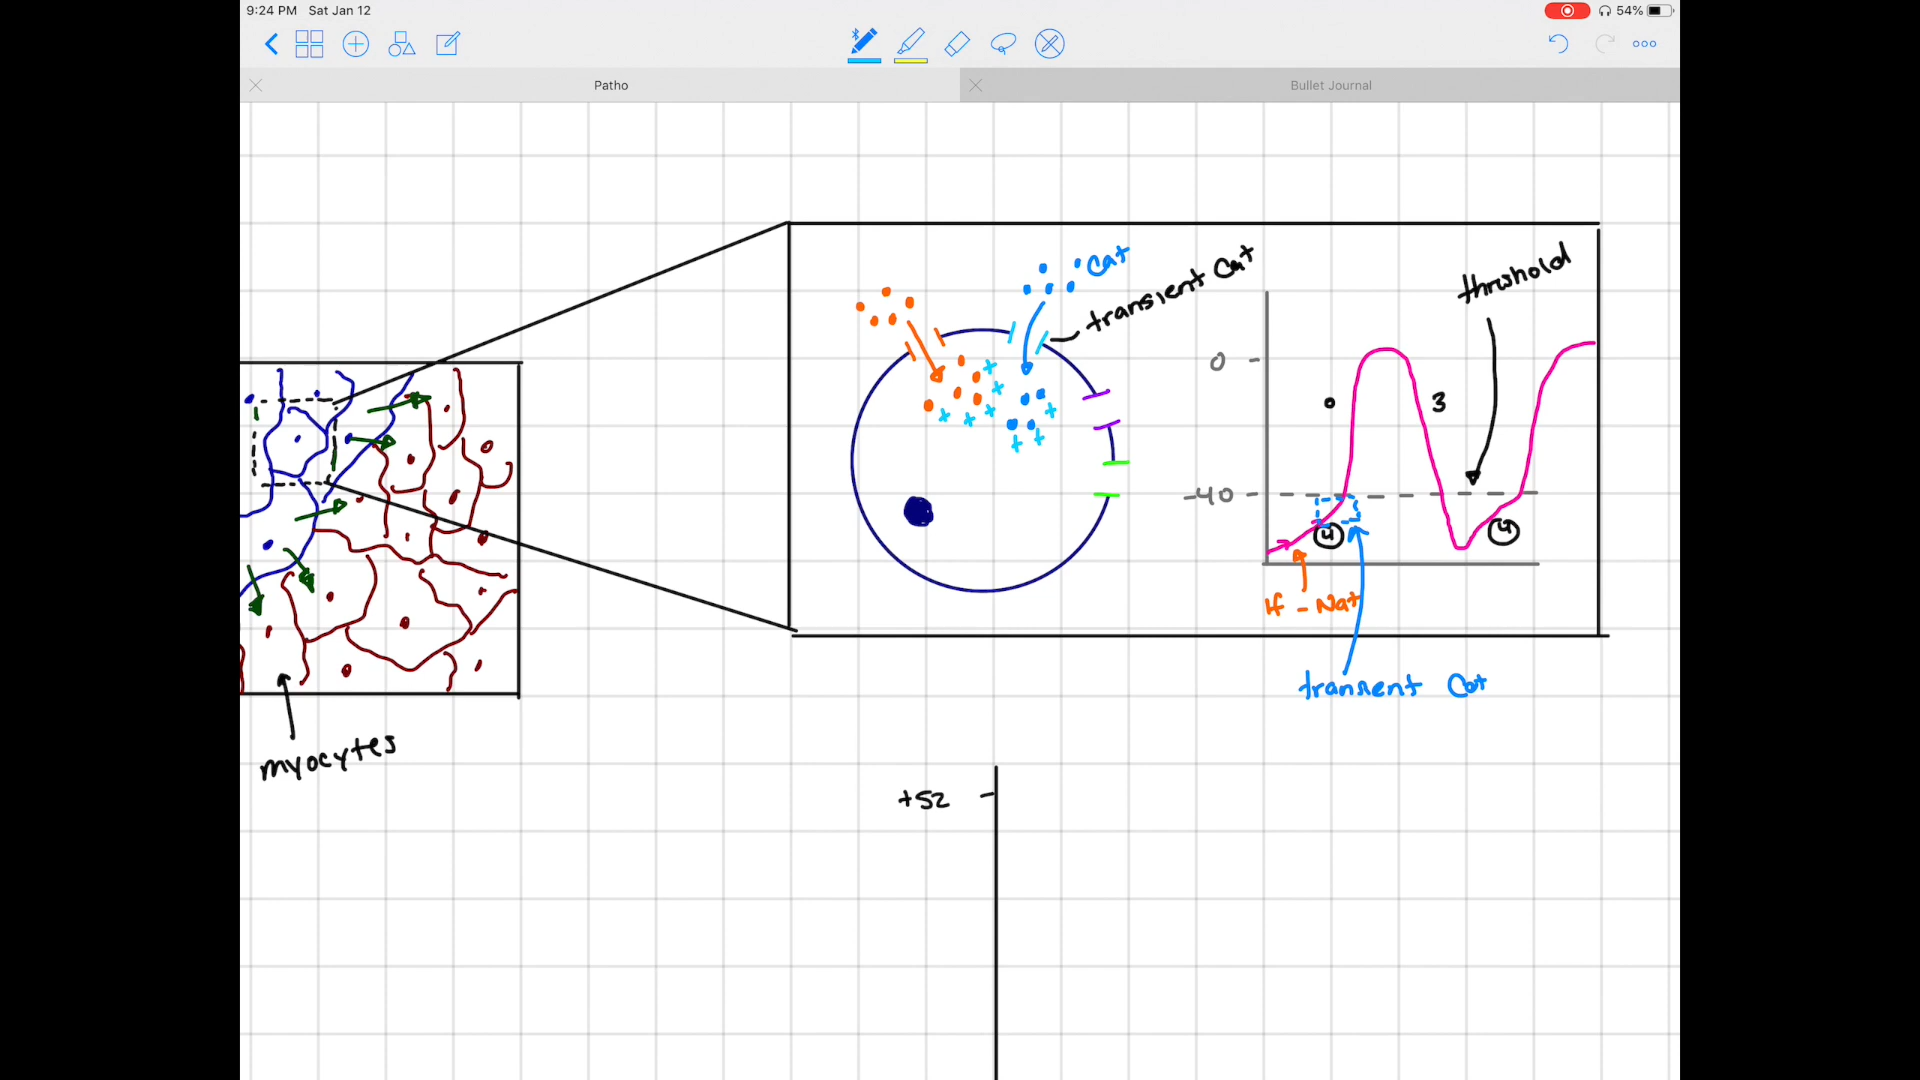 9:24 PM Sat Jan 12
54%
Patho
Bullet Journal
Ca+
transient Ca+
thrshold
0
3
-40
4
4
If - Na+
transient Ca+
myocytes
+52